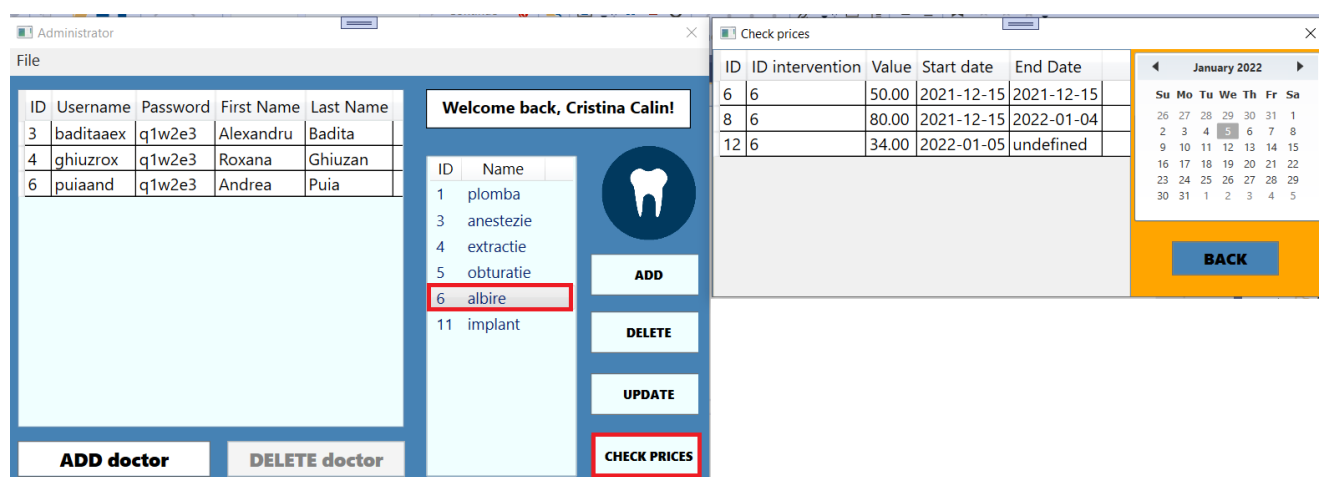 Administrator
File
ID Username Password First Name Last Name
3 baditaaex q1w2e3 Alexandru Badita
4 ghiuzrox q1w2e3 Roxana Ghiuzan
6 puiaand q1w2e3 Andrea Puia
ADD doctor
DELETE doctor
Welcome back, Cristina Calin!
ID Name
1 plomba
3 anestezie
4 extractie
5 obturatie
6 albire
11 implant
ADD
DELETE
UPDATE
CHECK PRICES
Check prices
ID ID intervention Value Start date End Date
6 6 50.00 2021-12-15 2021-12-15
8 6 80.00 2021-12-15 2022-01-04
12 6 34.00 2022-01-05 undefined
January 2022
Su Mo Tu We Th Fr Sa
26 27 28 29 30 31 1
2 3 4 5 6 7 8
9 10 11 12 13 14 15
16 17 18 19 20 21 22
23 24 25 26 27 28 29
30 31 1 2 3 4 5
BACK